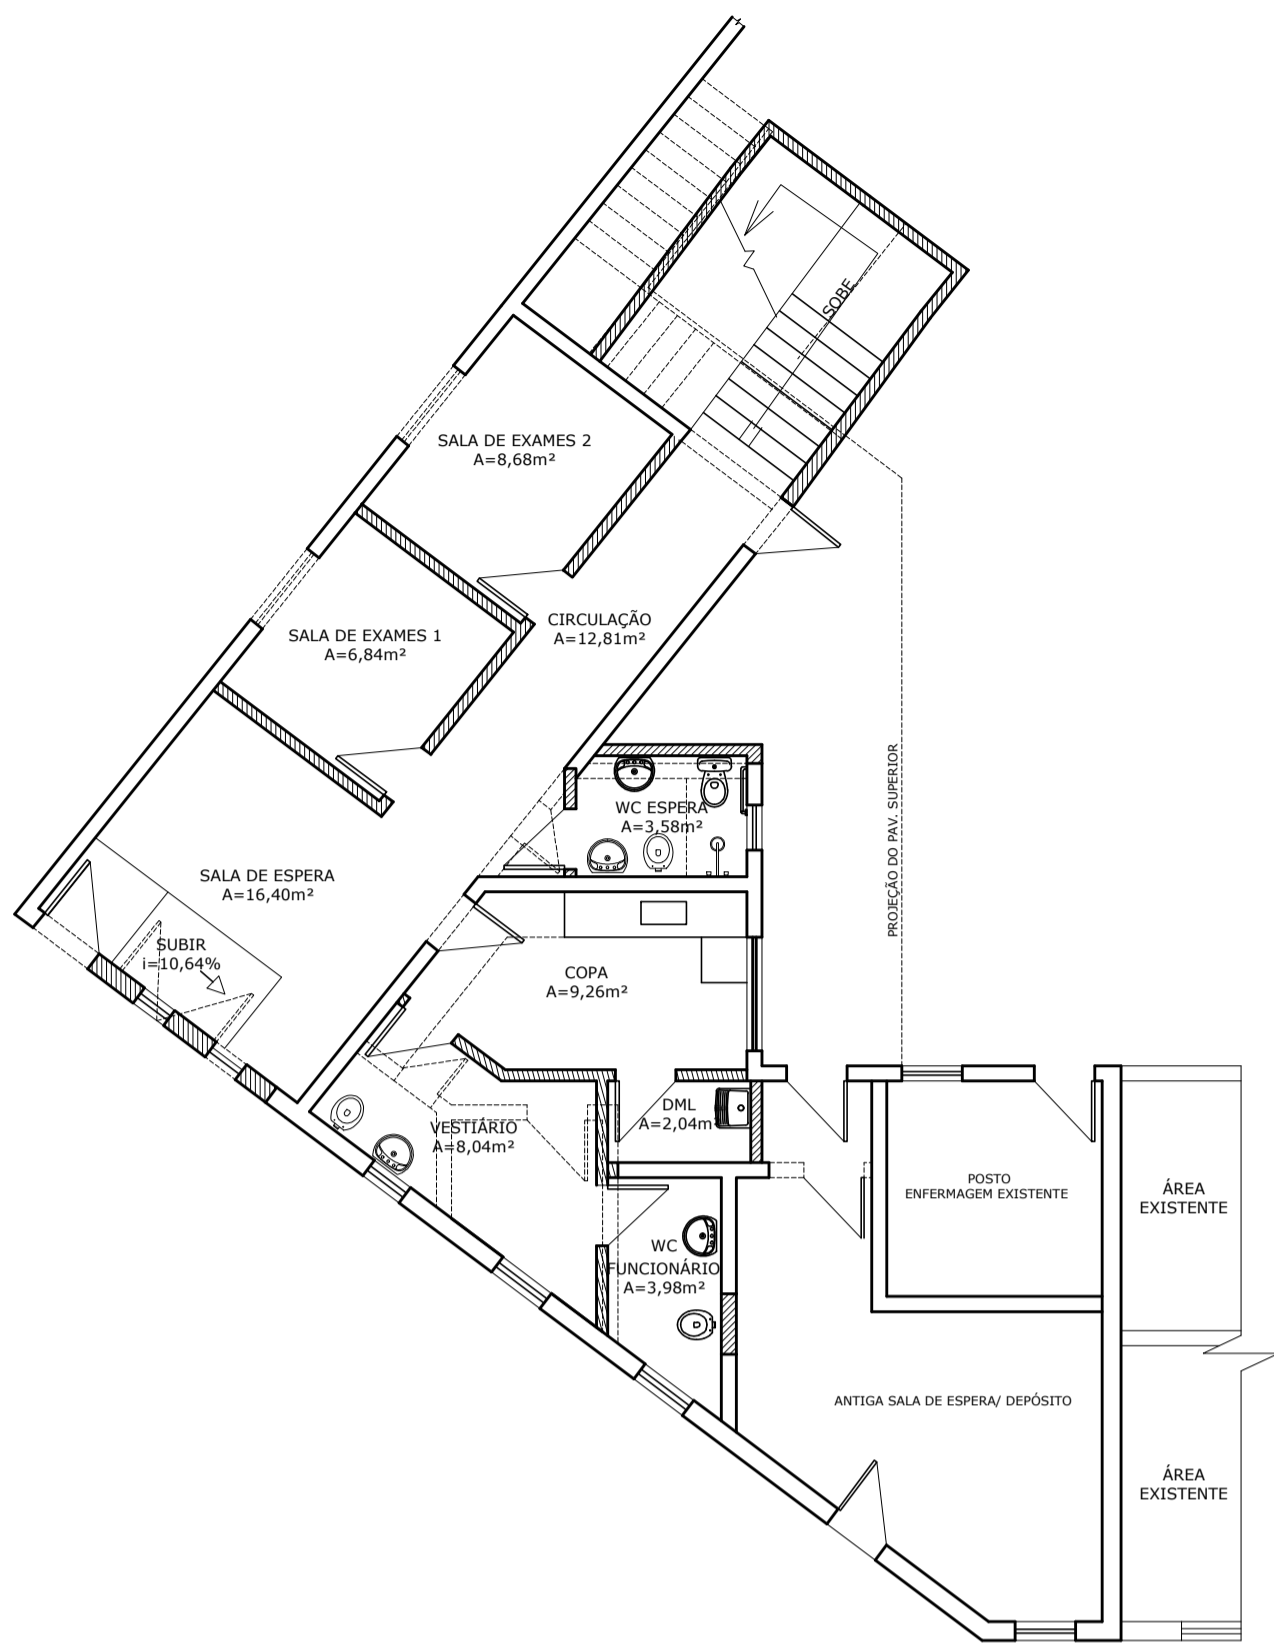 SOBE
SALA DE EXAMES 2
A=8,68m²
CIRCULAÇÃO
A=12,81m²
SALA DE EXAMES 1
A=6,84m²
PROJEÇÃO DO PAV. SUPERIOR
WC ESPERA
A=3,58m²
SALA DE ESPERA
A=16,40m²
SUBIR
i=10,64%
COPA
A=9,26m²
DML
A=2,04m²
VESTIÁRIO
A=8,04m²
POSTO
ENFERMAGEM EXISTENTE
ÁREA
EXISTENTE
WC
FUNCIONÁRIO
A=3,98m²
ANTIGA SALA DE ESPERA/ DEPÓSITO
ÁREA
EXISTENTE